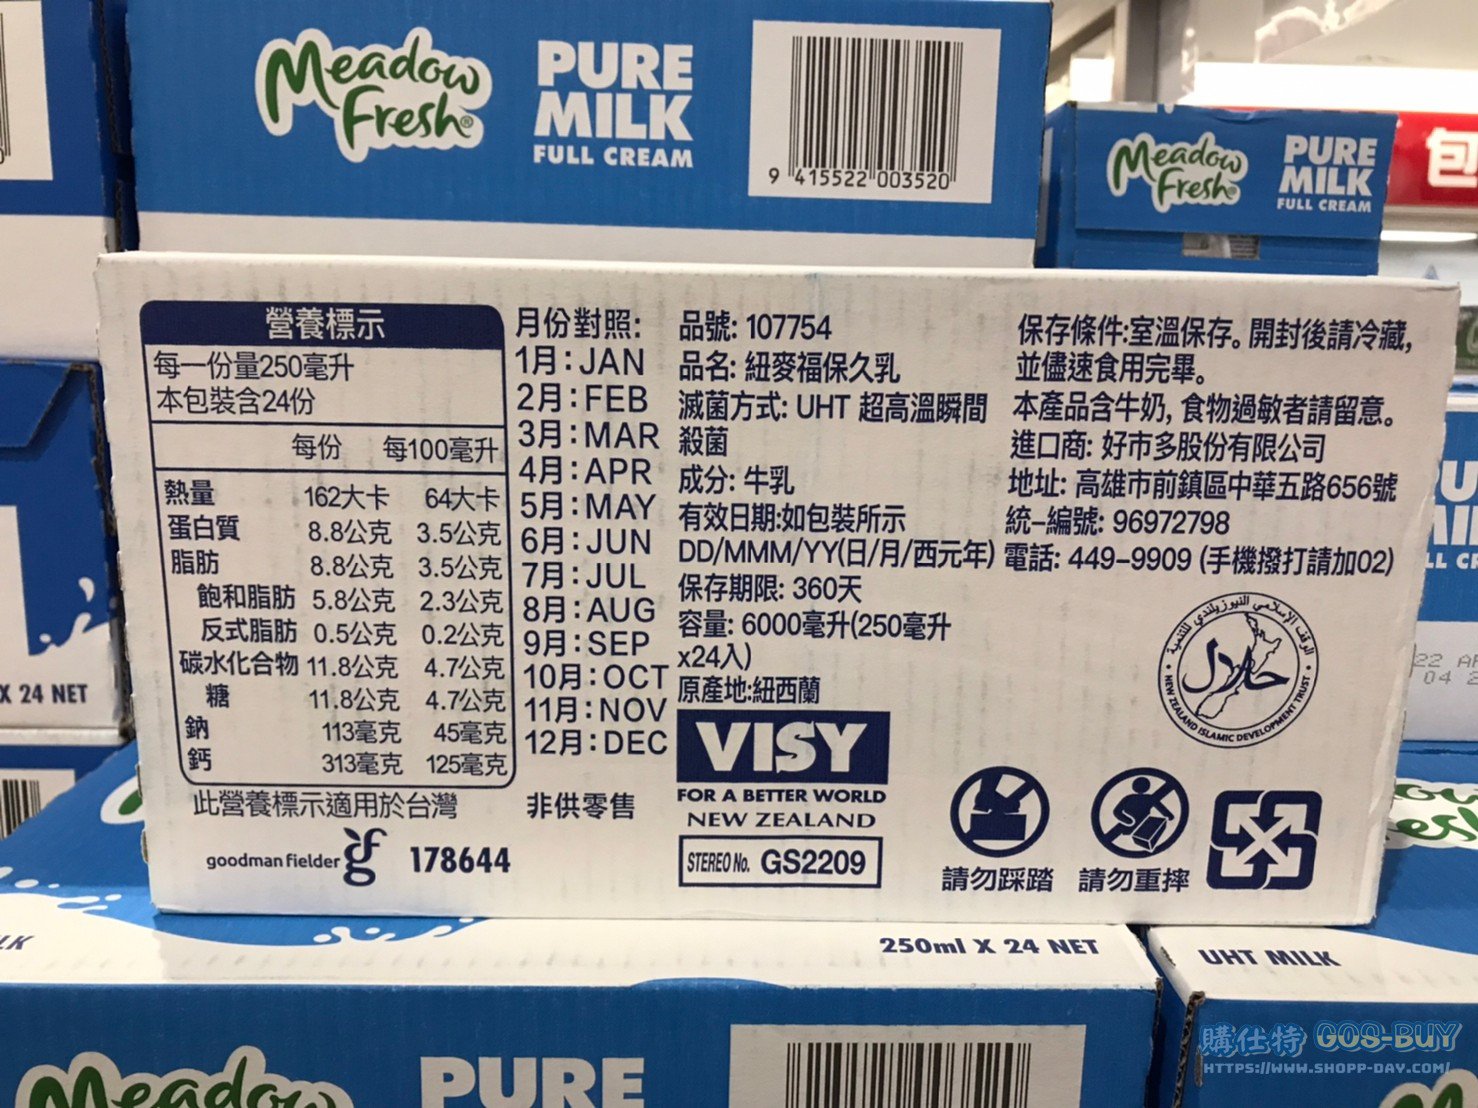 Meadow
Fresh®
PURE
MILK
FULL CREAM
9 415522 003520
Meadow
Fresh
PURE
MILK
FULL CREAM
包
營養標示
每一份量250毫升
本包裝含24份
每份 每100毫升
熱量 162大卡 64大卡
蛋白質 8.8公克 3.5公克
脂肪 8.8公克 3.5公克
飽和脂肪 5.8公克 2.3公克
反式脂肪 0.5公克 0.2公克
碳水化合物 11.8公克 4.7公克
糖 11.8公克 4.7公克
鈉 113毫克 45毫克
鈣 313毫克 125毫克
此營養標示適用於台灣
goodman fielder gf 178644
月份對照:
1月:JAN
2月:FEB
3月:MAR
4月:APR
5月:MAY
6月:JUN
7月:JUL
8月:AUG
9月:SEP
10月:OCT
11月:NOV
12月:DEC
非供零售
品號: 107754
品名: 紐麥福保久乳
滅菌方式: UHT 超高溫瞬間
殺菌
成分: 牛乳
有效日期:如包裝所示
DD/MMM/YY(日/月/西元年)
保存期限: 360天
容量: 6000毫升(250毫升
x24入)
原產地:紐西蘭
VISY
FOR A BETTER WORLD
NEW ZEALAND
STEREO No. GS2209
保存條件:室溫保存。開封後請冷藏,
並儘速食用完畢。
本產品含牛奶, 食物過敏者請留意。
進口商: 好市多股份有限公司
地址: 高雄市前鎮區中華五路656號
統一編號: 96972798
電話: 449-9909 (手機撥打請加02)
الوقف الإسلامي النيوزيلندي للتنمية
حلال
NEW ZEALAND ISLAMIC DEVELOPMENT TRUST
請勿踩踏 請勿重摔
X 24 NET
LK
250ml X 24 NET
UHT MILK
Meadow
PURE
購仕特 GOS-BUY
HTTPS://WWW.SHOPP-DAY.COM/